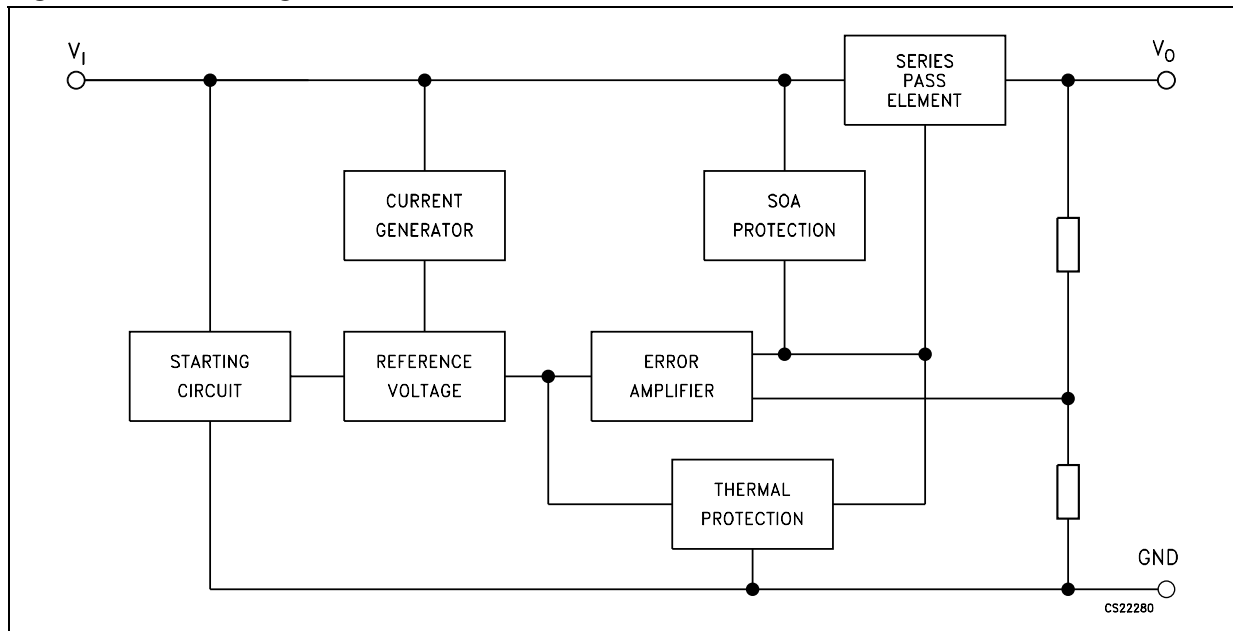 V_I
V_O
SERIES
PASS
ELEMENT
CURRENT
GENERATOR
SOA
PROTECTION
STARTING
CIRCUIT
REFERENCE
VOLTAGE
ERROR
AMPLIFIER
THERMAL
PROTECTION
GND
CS22280